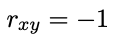 r_{xy} = −1